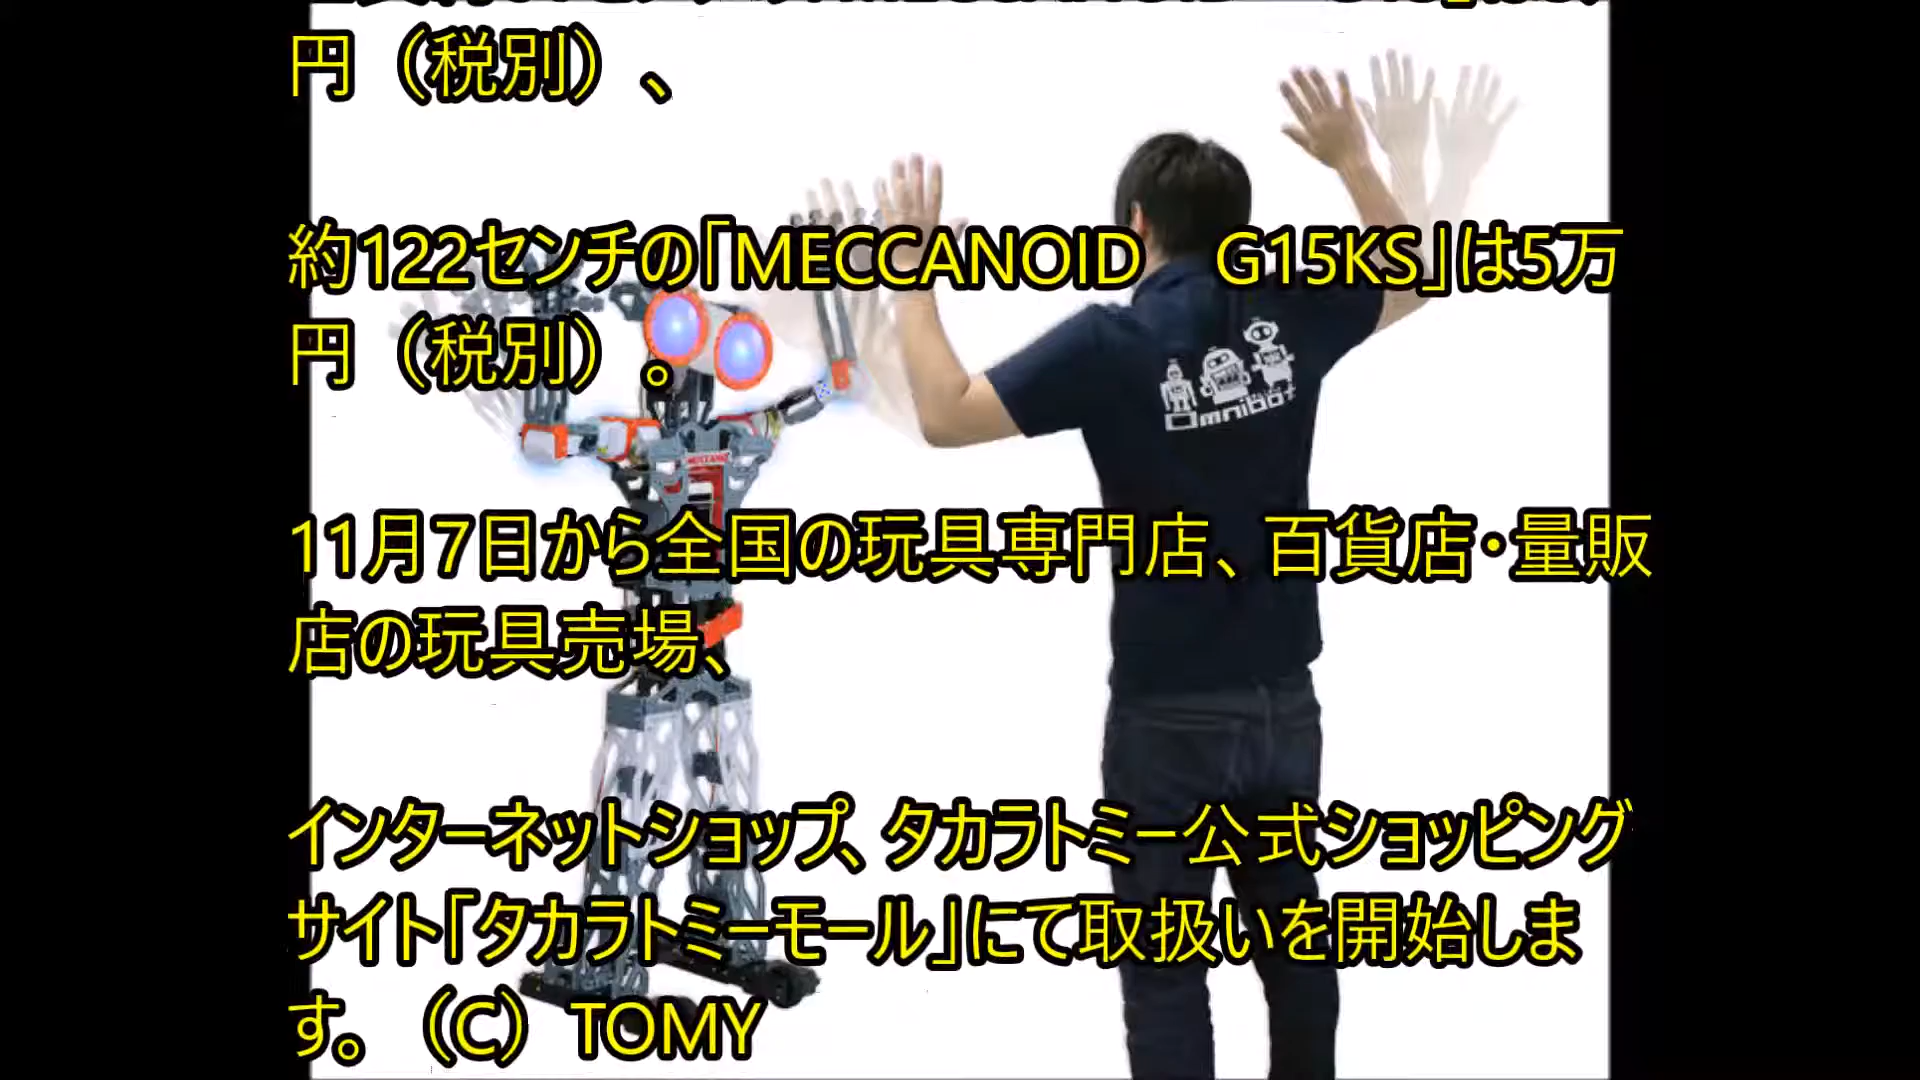 円（税別）、
約122センチの「MECCANOID　G15KS」は5万
円（税別）。
11月7日から全国の玩具専門店、百貨店・量販
店の玩具売場、
インターネットショップ、タカラトミー公式ショッピング
サイト「タカラトミーモール」にて取扱いを開始しま
す。（C）TOMY
Omnibot
MECCANO